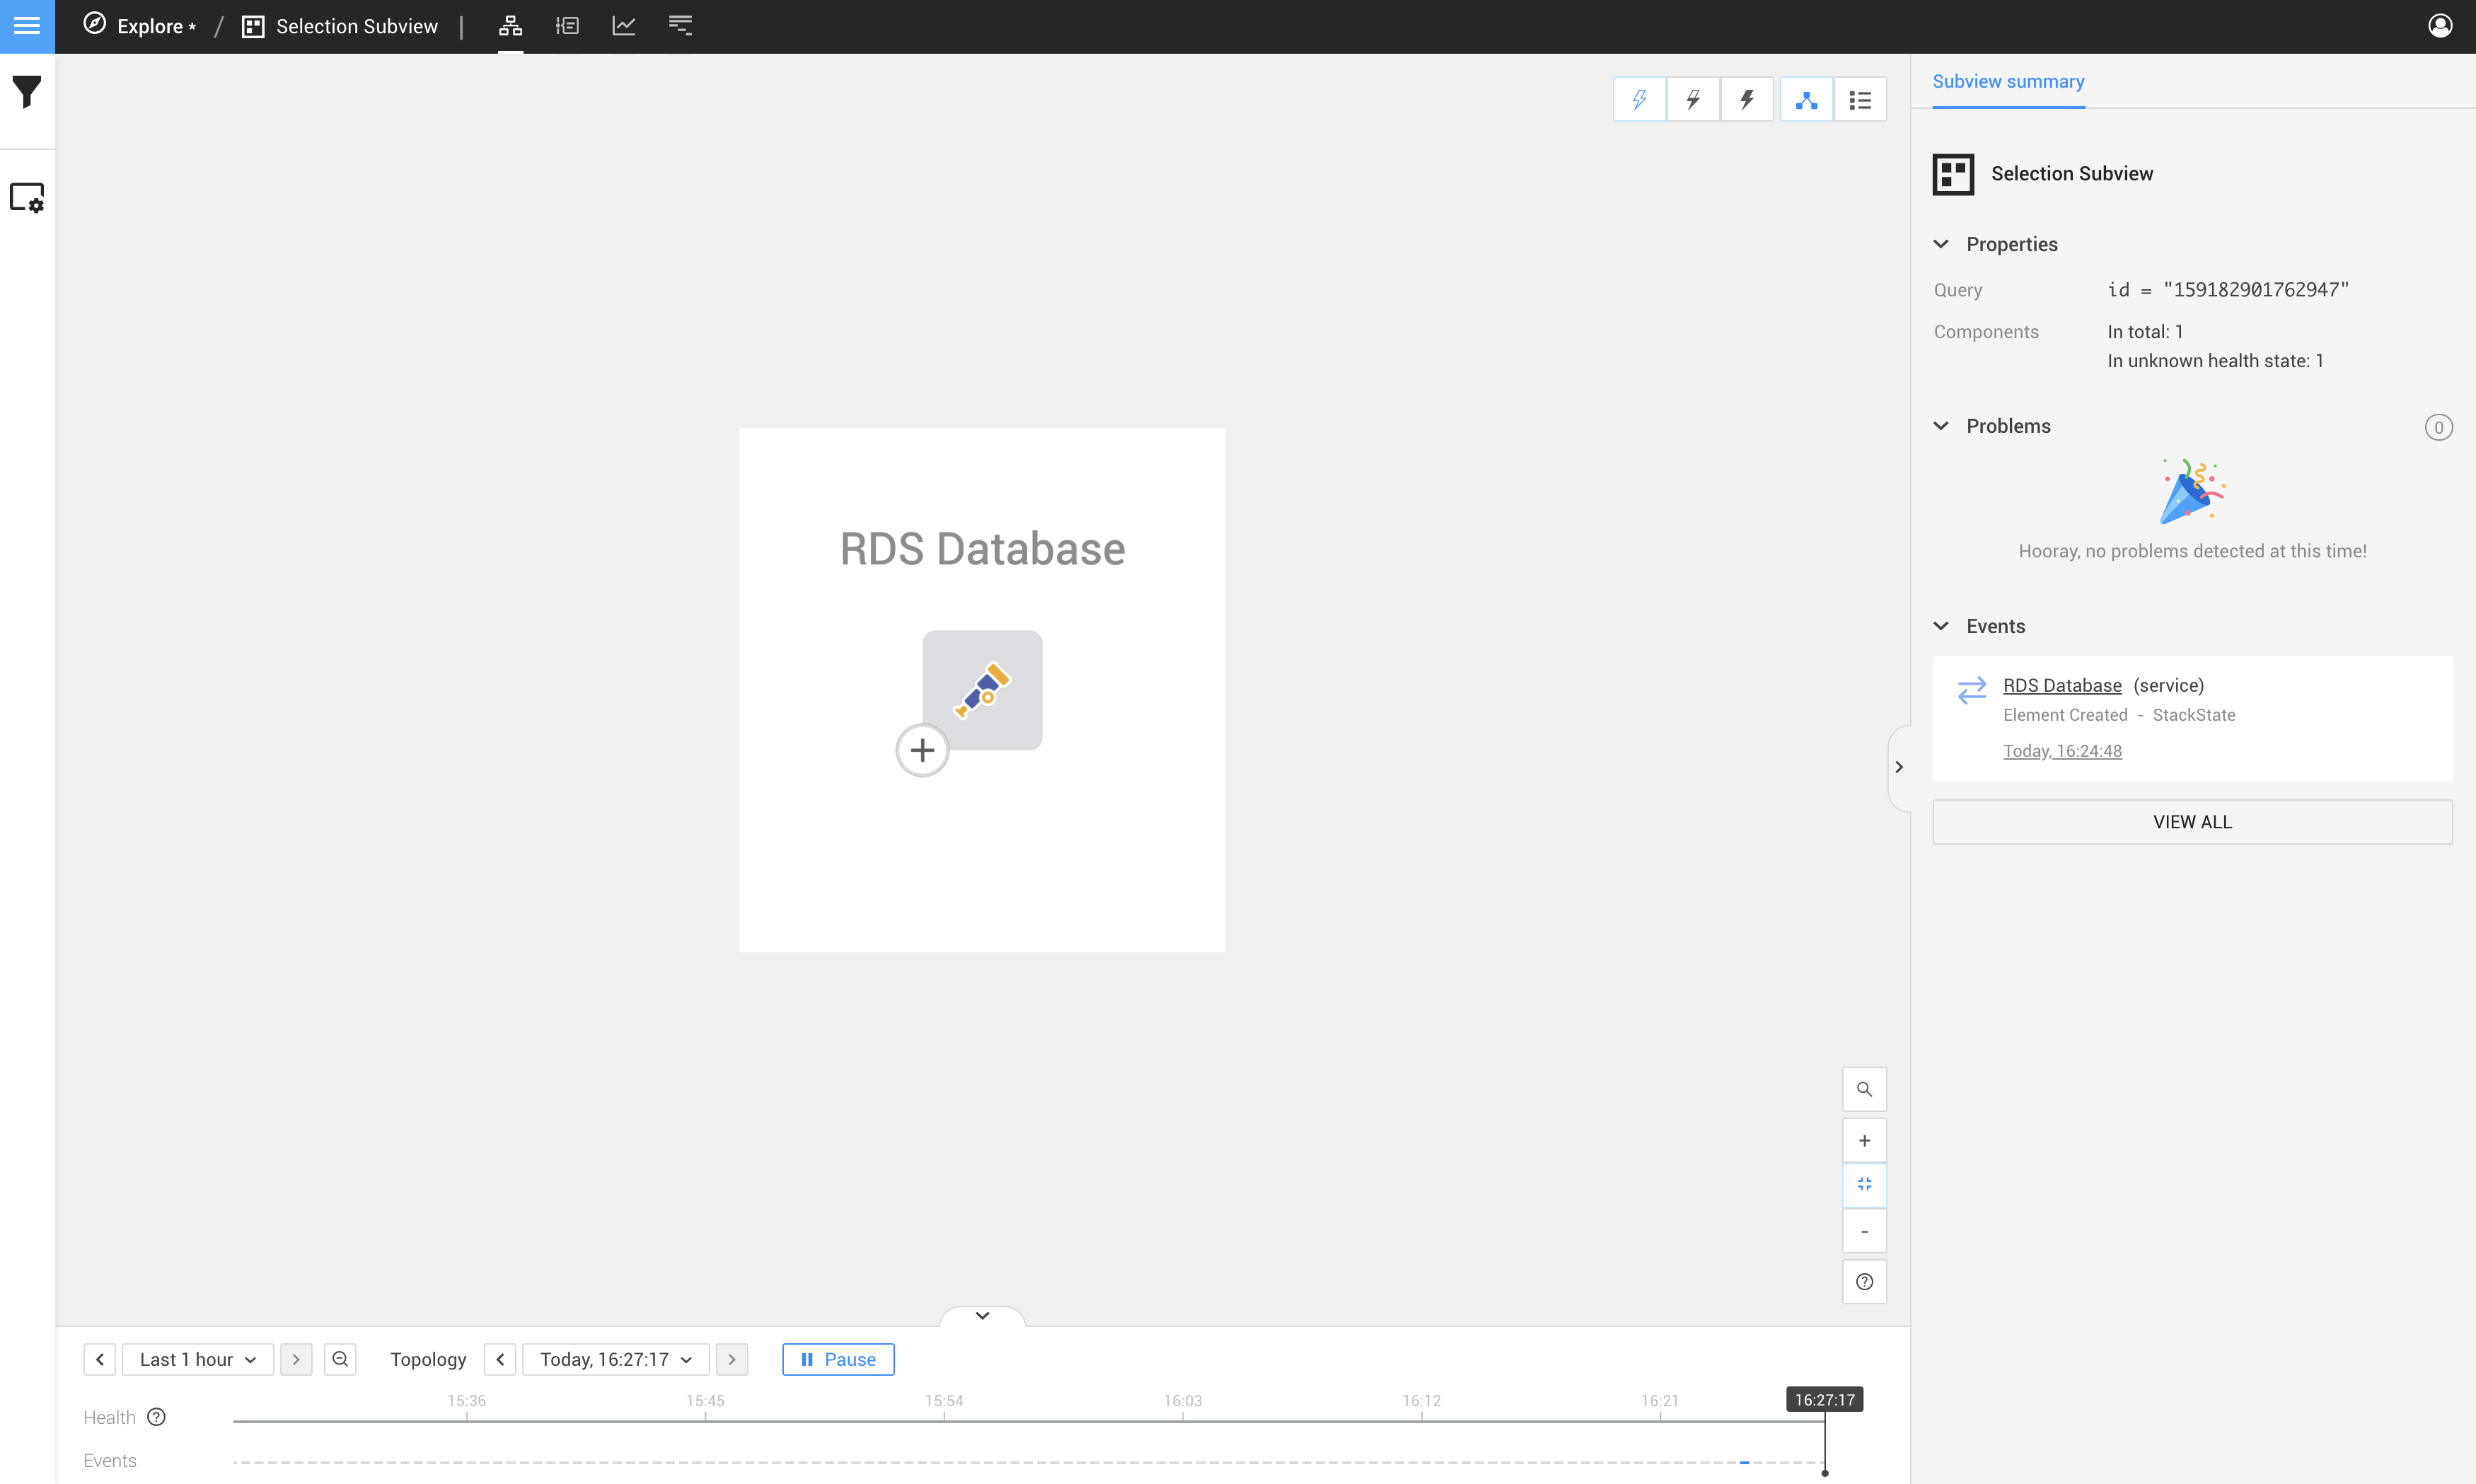 Explore * / Selection Subview |
Subview summary
Selection Subview
Properties
Query id = "159182901762947"
Components In total: 1
In unknown health state: 1
Problems 0
Hooray, no problems detected at this time!
Events
RDS Database (service)
Element Created - StackState
Today, 16:24:48
VIEW ALL
RDS Database
+
+
-
?
Last 1 hour Topology Today, 16:27:17 Pause
15:36 15:45 15:54 16:03 16:12 16:21 16:27:17
Health ?
Events